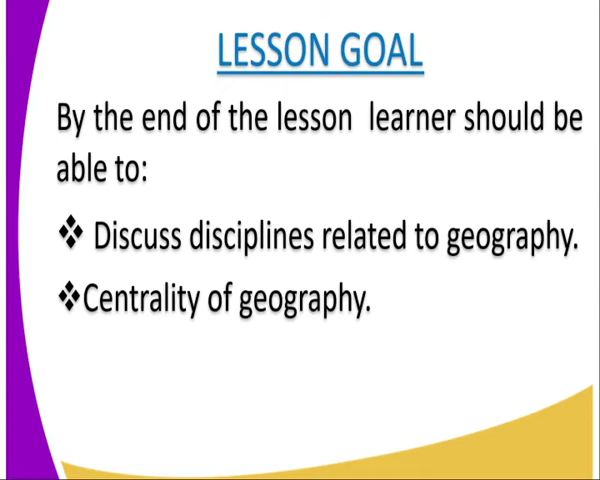 LESSON GOAL
By the end of the lesson  learner should be
able to:
❖ Discuss disciplines related to geography.
❖Centrality of geography.